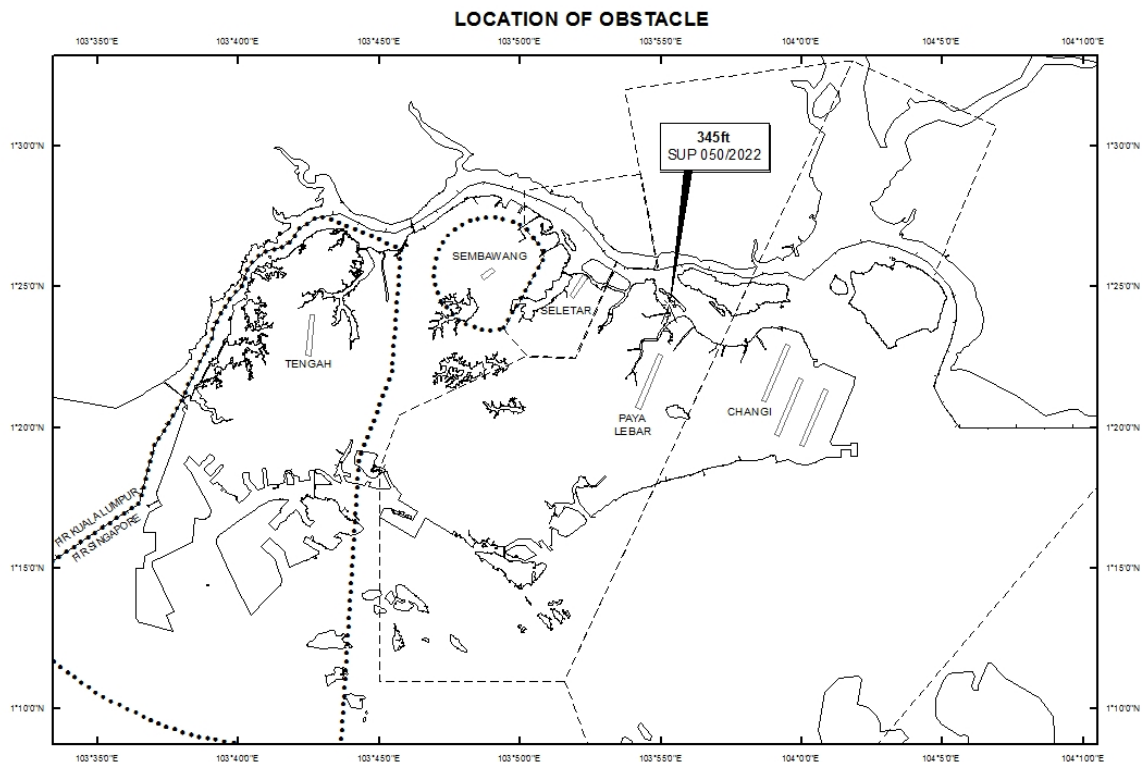 LOCATION OF OBSTACLE
103°35'0"E
103°40'0"E
103°45'0"E
103°50'0"E
103°55'0"E
104°0'0"E
104°5'0"E
104°10'0"E
1°30'0"N
1°30'0"N
345ft
SUP 050/2022
SEMBAWANG
1°25'0"N
1°25'0"N
SELETAR
TENGAH
PAYA
LEBAR
CHANGI
1°20'0"N
1°20'0"N
FIR KUALA LUMPUR
FIR SINGAPORE
1°15'0"N
1°15'0"N
1°10'0"N
1°10'0"N
103°35'0"E
103°40'0"E
103°45'0"E
103°50'0"E
103°55'0"E
104°0'0"E
104°5'0"E
104°10'0"E